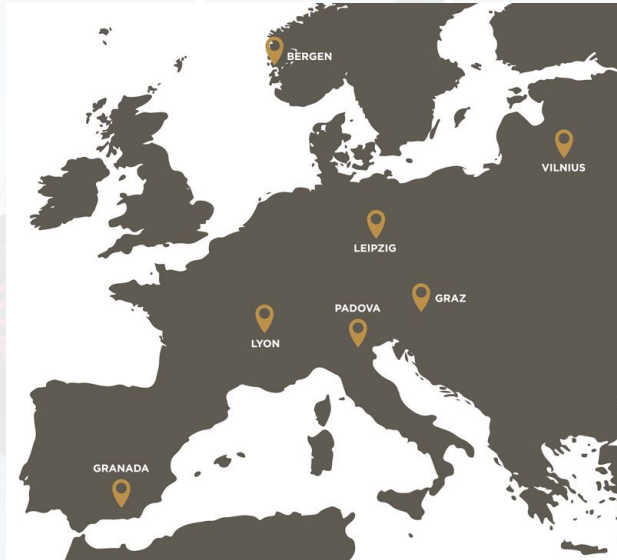 BERGEN
VILNIUS
LEIPZIG
GRAZ
PADOVA
LYON
GRANADA